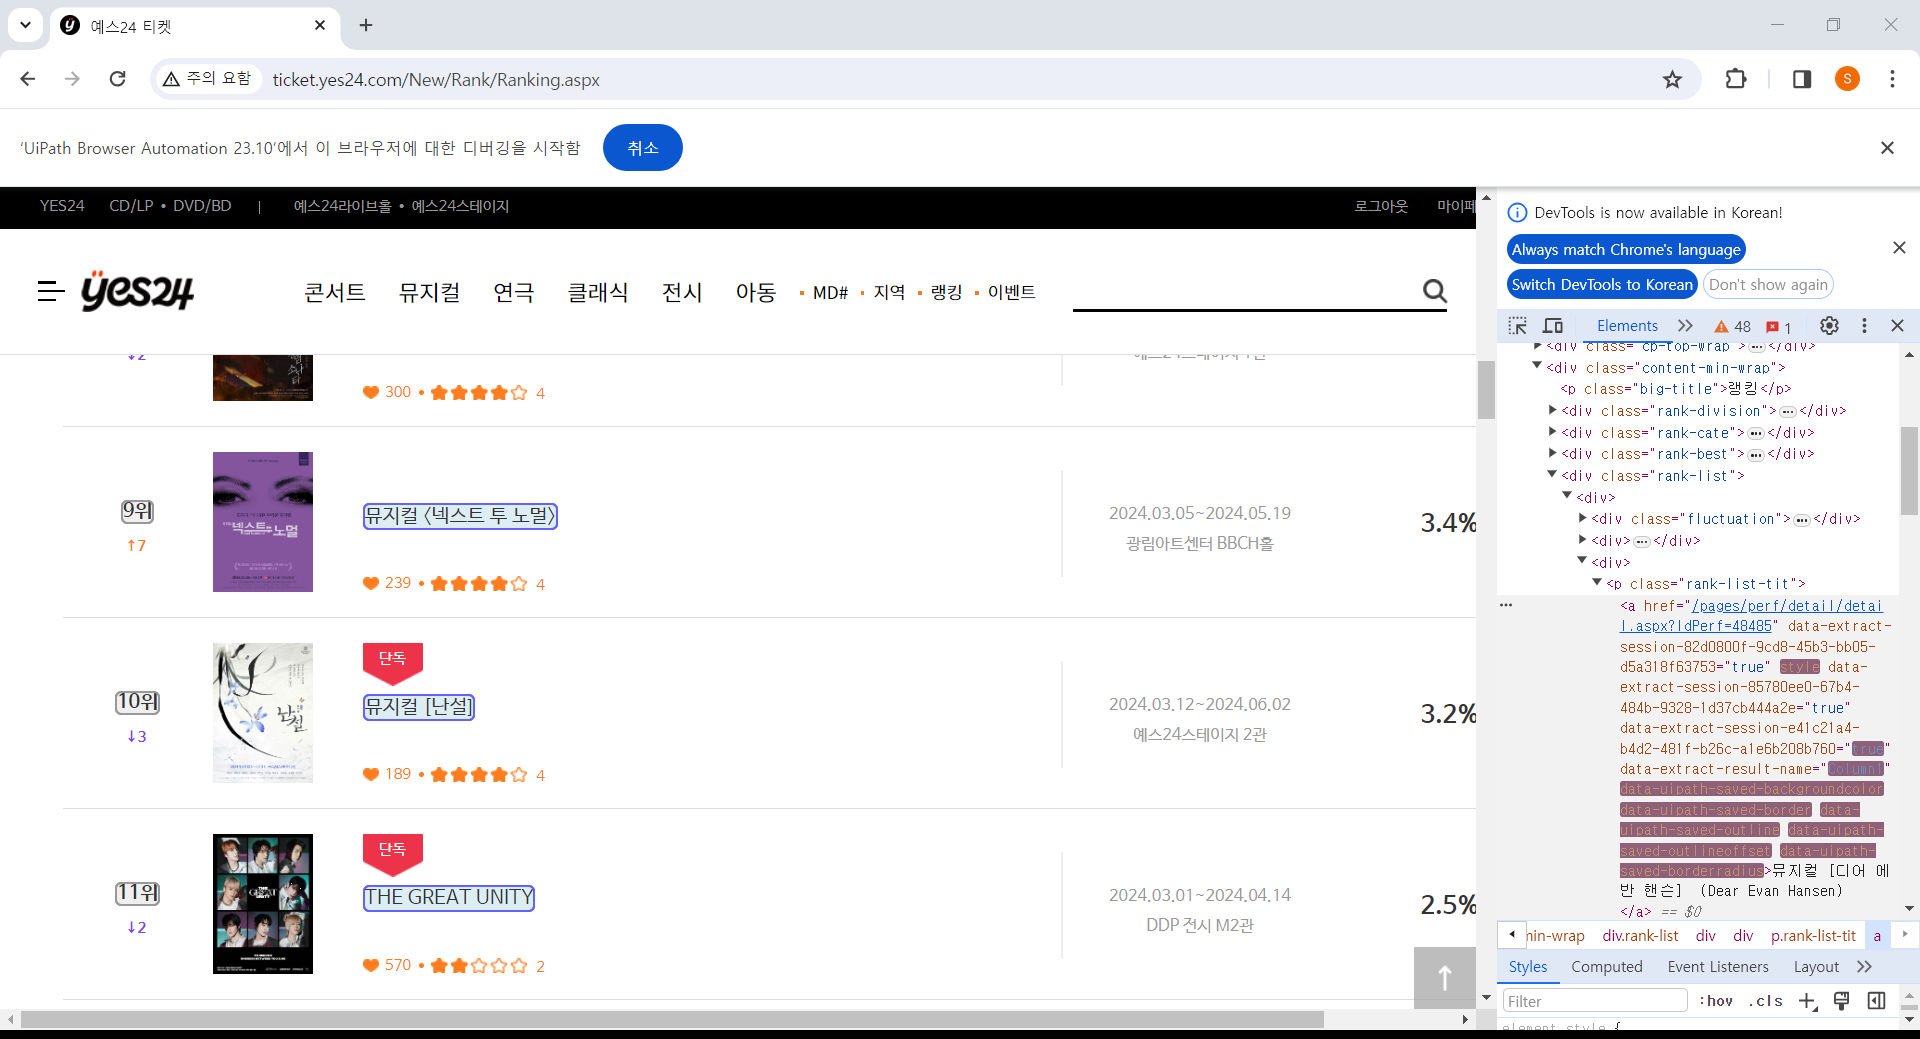 예스24 티켓
주의 요함
ticket.yes24.com/New/Rank/Ranking.aspx
S
'UiPath Browser Automation 23.10'에서 이 브라우저에 대한 디버깅을 시작함
취소
YES24 CD/LP • DVD/BD | 예스24라이브홀 • 예스24스테이지
로그아웃 마이페
yes24
콘서트 뮤지컬 연극 클래식 전시 아동 MD# 지역 랭킹 이벤트
↓2
300 • 4
9위
↑7
넥스트 노멀
뮤지컬 〈넥스트 투 노멀〉
239 • 4
2024.03.05~2024.05.19
광림아트센터 BBCH홀
3.4%
10위
↓3
난설
단독
뮤지컬 [난설]
189 • 4
2024.03.12~2024.06.02
예스24스테이지 2관
3.2%
11위
↓2
단독
THE GREAT UNITY
570 • 2
2024.03.01~2024.04.14
DDP 전시 M2관
2.5%
DevTools is now available in Korean!
Always match Chrome's language
Switch DevTools to Korean
Don't show again
Elements
48
1
<div class="cp-top-wrap">…</div>
<div class="content-min-wrap">
<p class="big-title">랭킹</p>
<div class="rank-division">…</div>
<div class="rank-cate">…</div>
<div class="rank-best">…</div>
<div class="rank-list">
<div>
<div class="fluctuation">…</div>
<div>…</div>
<div>
<p class="rank-list-tit">
<a href="/pages/perf/detail/detai
l.aspx?IdPerf=48485" data-extract-
session-82d0800f-9cd8-45b3-bb05-
d5a318f63753="true" style data-
extract-session-85780ee0-67b4-
484b-9328-1d37cb444a2e="true"
data-extract-session-e41c21a4-
b4d2-481f-b26c-a1e6b208b760="true"
data-extract-result-name="Column1"
data-uipath-saved-backgroundcolor
data-uipath-saved-border data-
uipath-saved-outline data-uipath-
saved-outlineoffset data-uipath-
saved-borderradius>뮤지컬 [디어 에
반 핸슨] (Dear Evan Hansen)
</a> == $0
min-wrap div.rank-list div div p.rank-list-tit a
Styles Computed Event Listeners Layout
Filter :hov .cls
element.style {